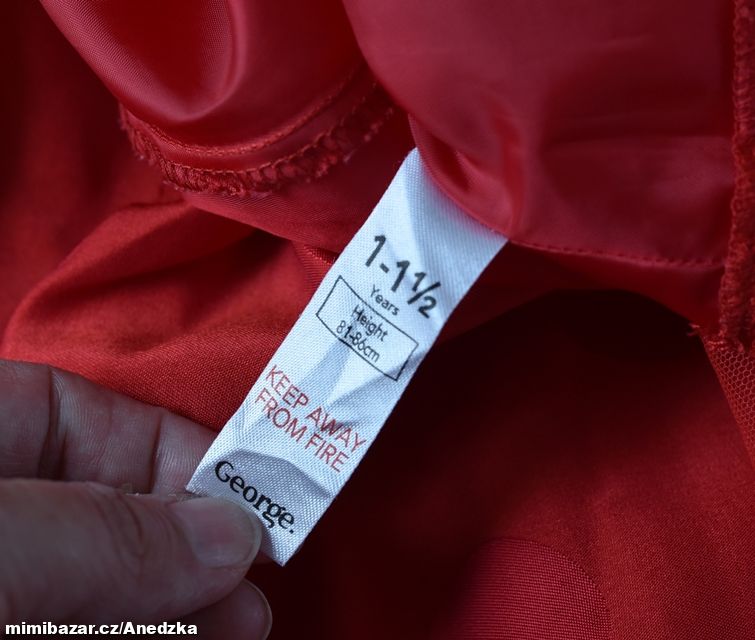 1-1½
Years
Height
81-86cm
KEEP AWAY
FROM FIRE
George.
mimibazar.cz/Anedzka